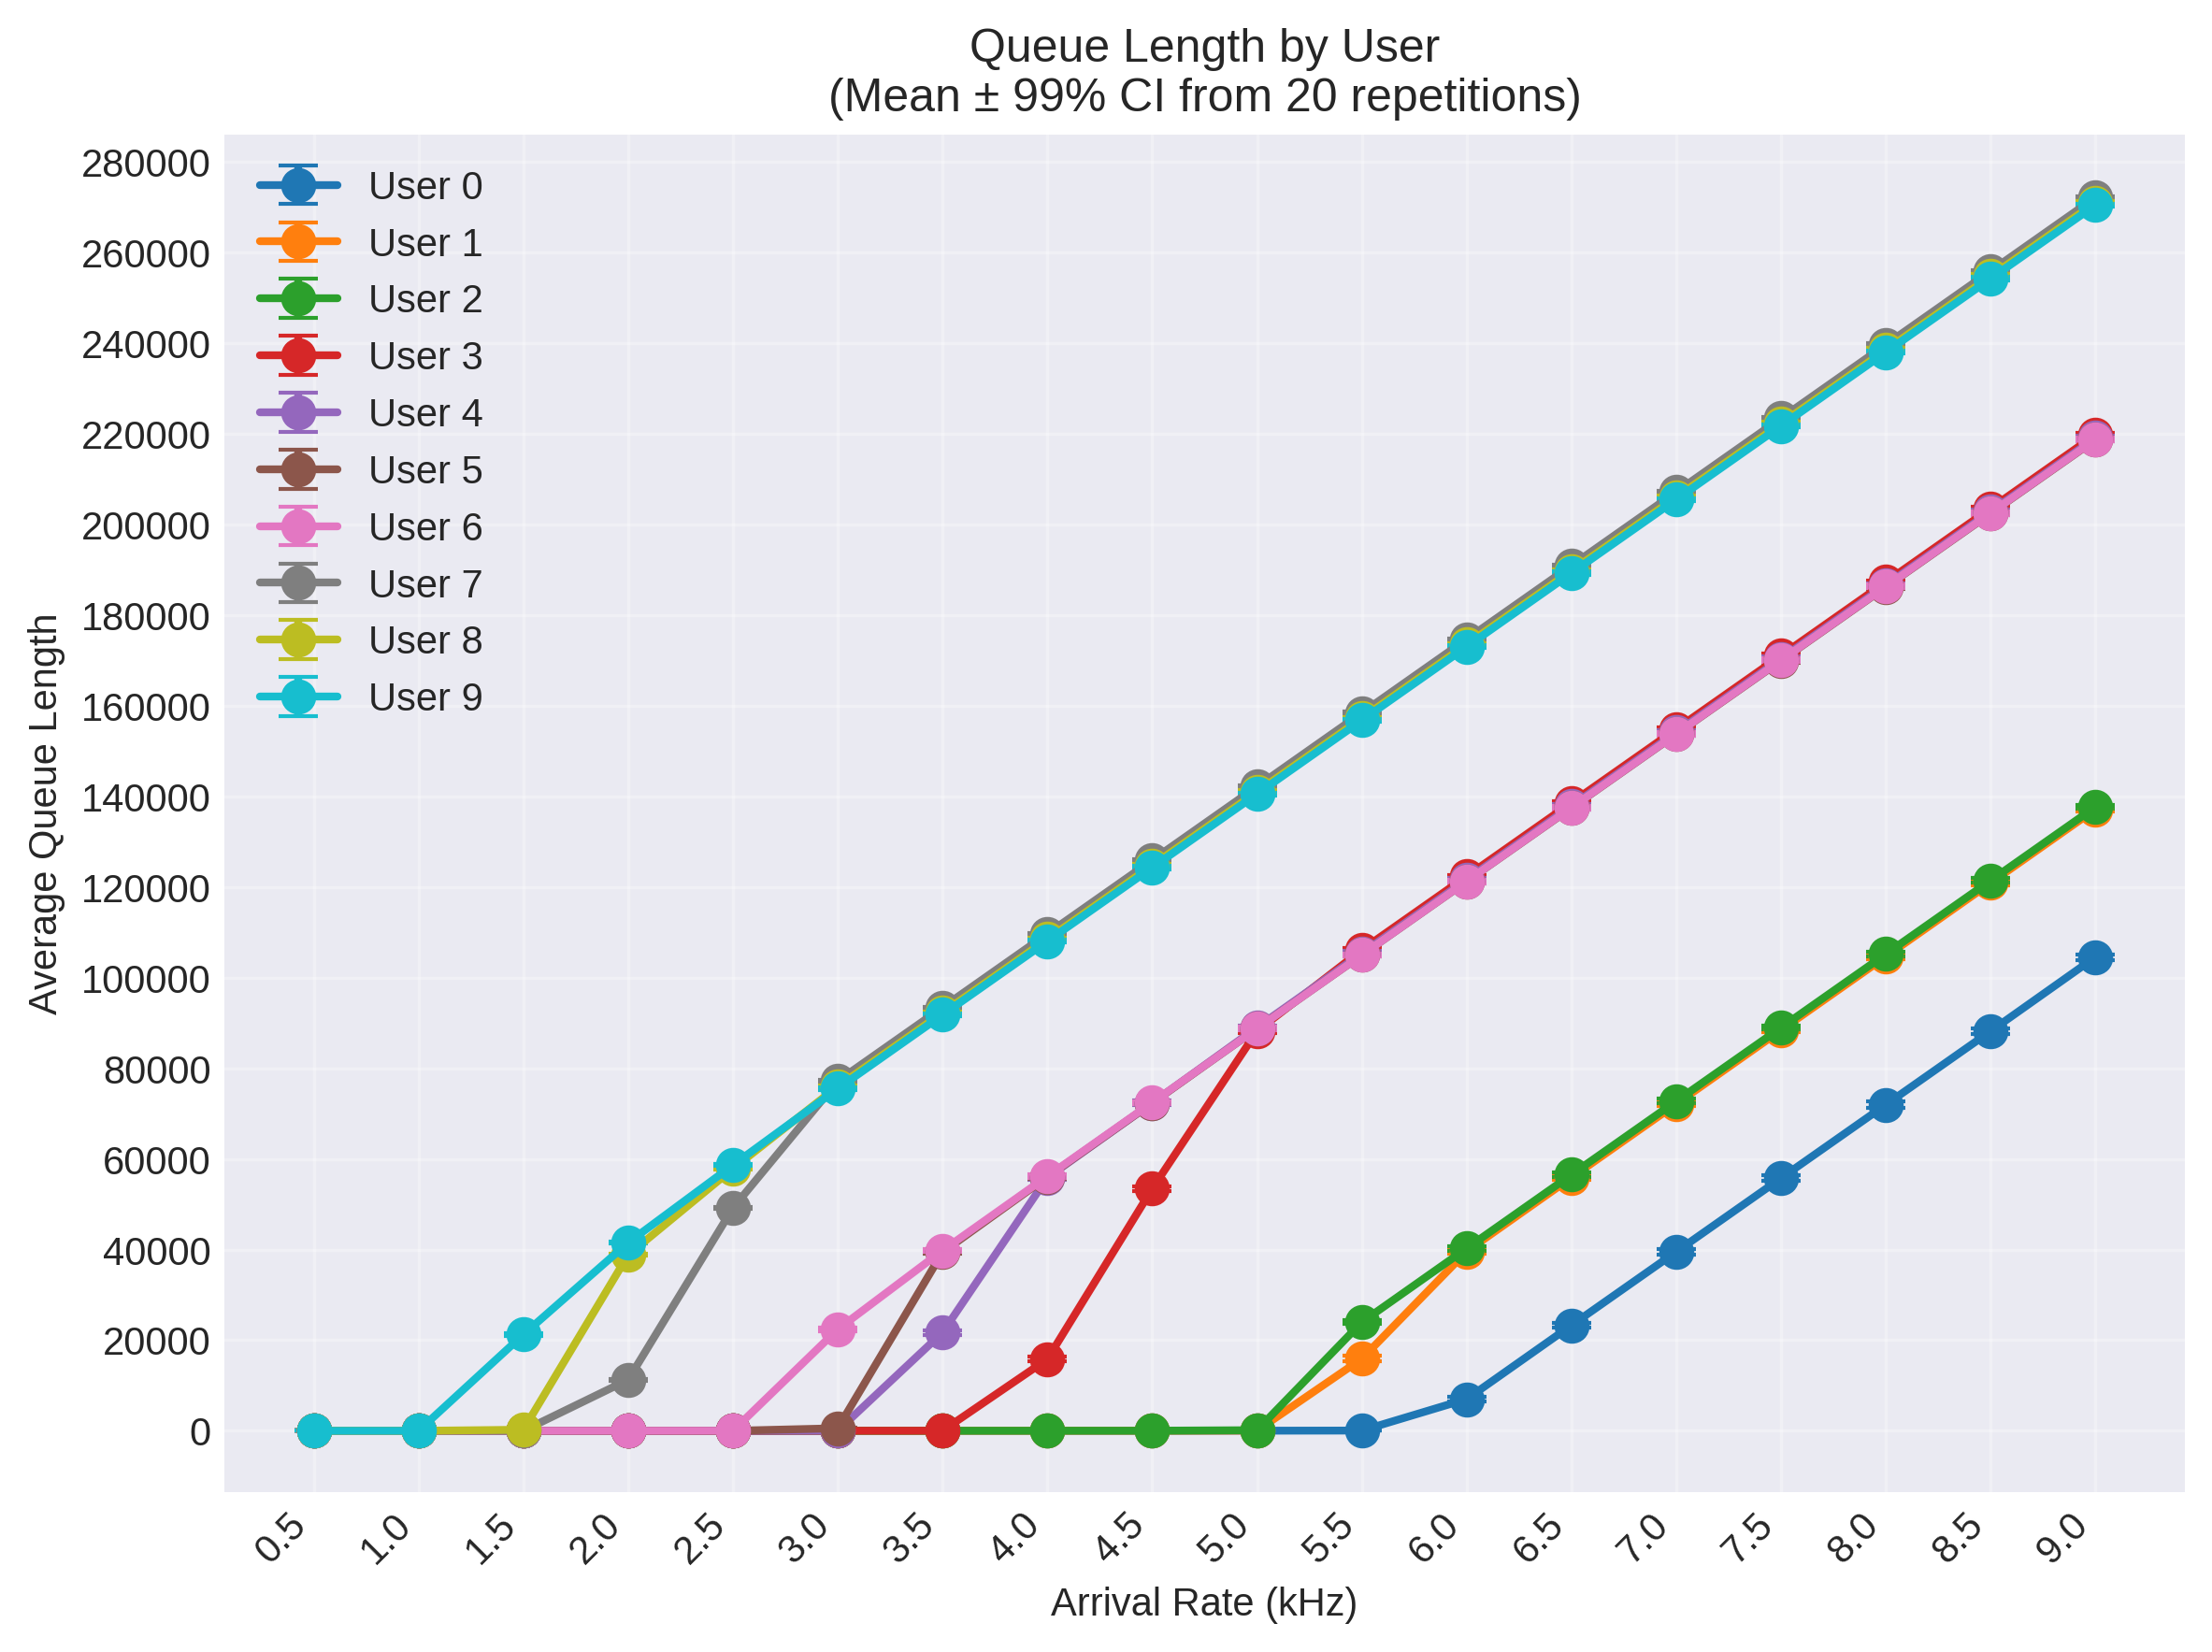 Queue Length by User
(Mean ± 99% CI from 20 repetitions)
280000
260000
240000
220000
200000
180000
160000
140000
120000
100000
80000
60000
40000
20000
0
User 0
User 1
User 2
User 3
User 4
User 5
User 6
User 7
User 8
User 9
Average Queue Length
0.5
1.0
1.5
2.0
2.5
3.0
3.5
4.0
4.5
5.0
5.5
6.0
6.5
7.0
7.5
8.0
8.5
9.0
Arrival Rate (kHz)